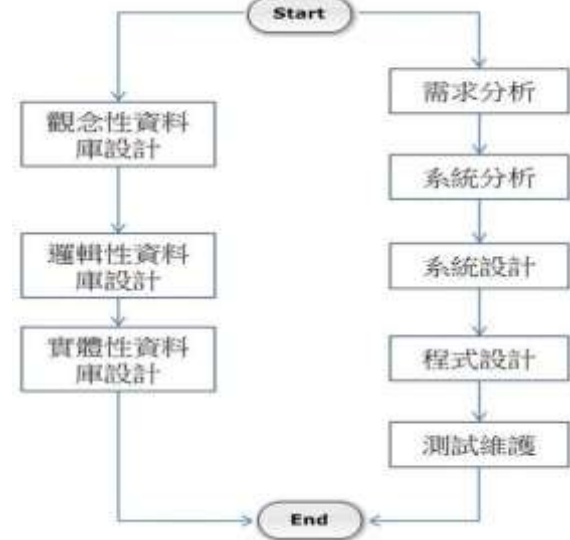 Start
觀念性資料
庫設計
邏輯性資料
庫設計
實體性資料
庫設計
需求分析
系統分析
系統設計
程式設計
測試維護
End